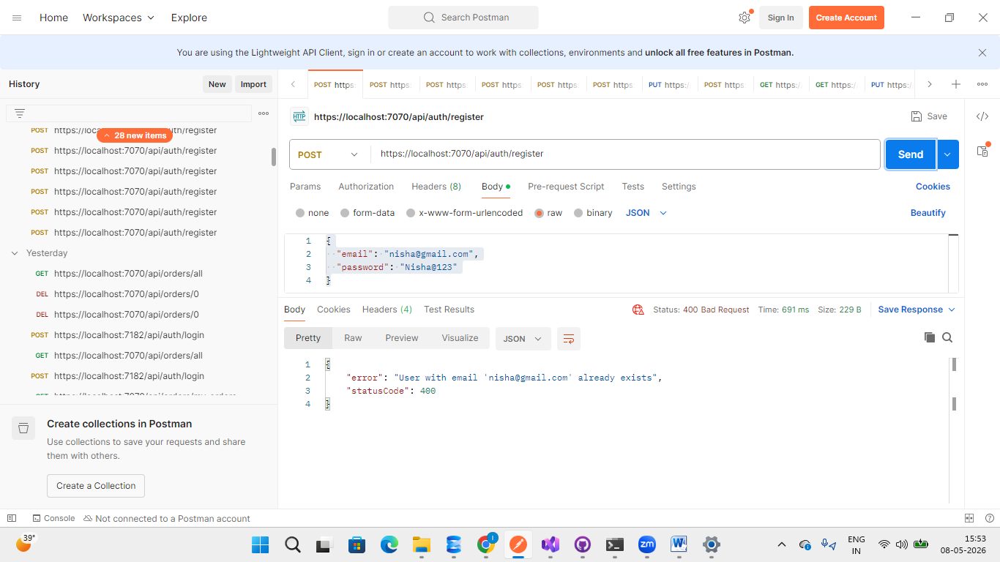 Home Workspaces Explore Search Postman Sign In Create Account
You are using the Lightweight API Client, sign in or create an account to work with collections, environments and unlock all free features in Postman.
History New Import
POST https: POST https: POST https: POST https: POST https: POST https: PUT https:/ POST https: GET https:/ GET https:/ PUT https:/
28 new items
POST https://localhost:7070/api/auth/register
POST https://localhost:7070/api/auth/register
POST https://localhost:7070/api/auth/register
POST https://localhost:7070/api/auth/register
POST https://localhost:7070/api/auth/register
Yesterday
GET https://localhost:7070/api/orders/all
DEL https://localhost:7070/api/orders/0
DEL https://localhost:7070/api/orders/0
POST https://localhost:7182/api/auth/login
GET https://localhost:7070/api/orders/all
POST https://localhost:7182/api/auth/login
Create collections in Postman
Use collections to save your requests and share
them with others.
Create a Collection
HTTP https://localhost:7070/api/auth/register Save
POST https://localhost:7070/api/auth/register Send
Params Authorization Headers (8) Body Pre-request Script Tests Settings Cookies
none form-data x-www-form-urlencoded raw binary JSON Beautify
1 {
2 "email": "nisha@gmail.com",
3 "password": "Nisha@123"
4 }
Body Cookies Headers (4) Test Results Status: 400 Bad Request Time: 691 ms Size: 229 B Save Response
Pretty Raw Preview Visualize JSON
1 {
2 "error": "User with email 'nisha@gmail.com' already exists",
3 "statusCode": 400
4 }
Console Not connected to a Postman account
39° 1 zm ENG 15:53
IN 08-05-2026